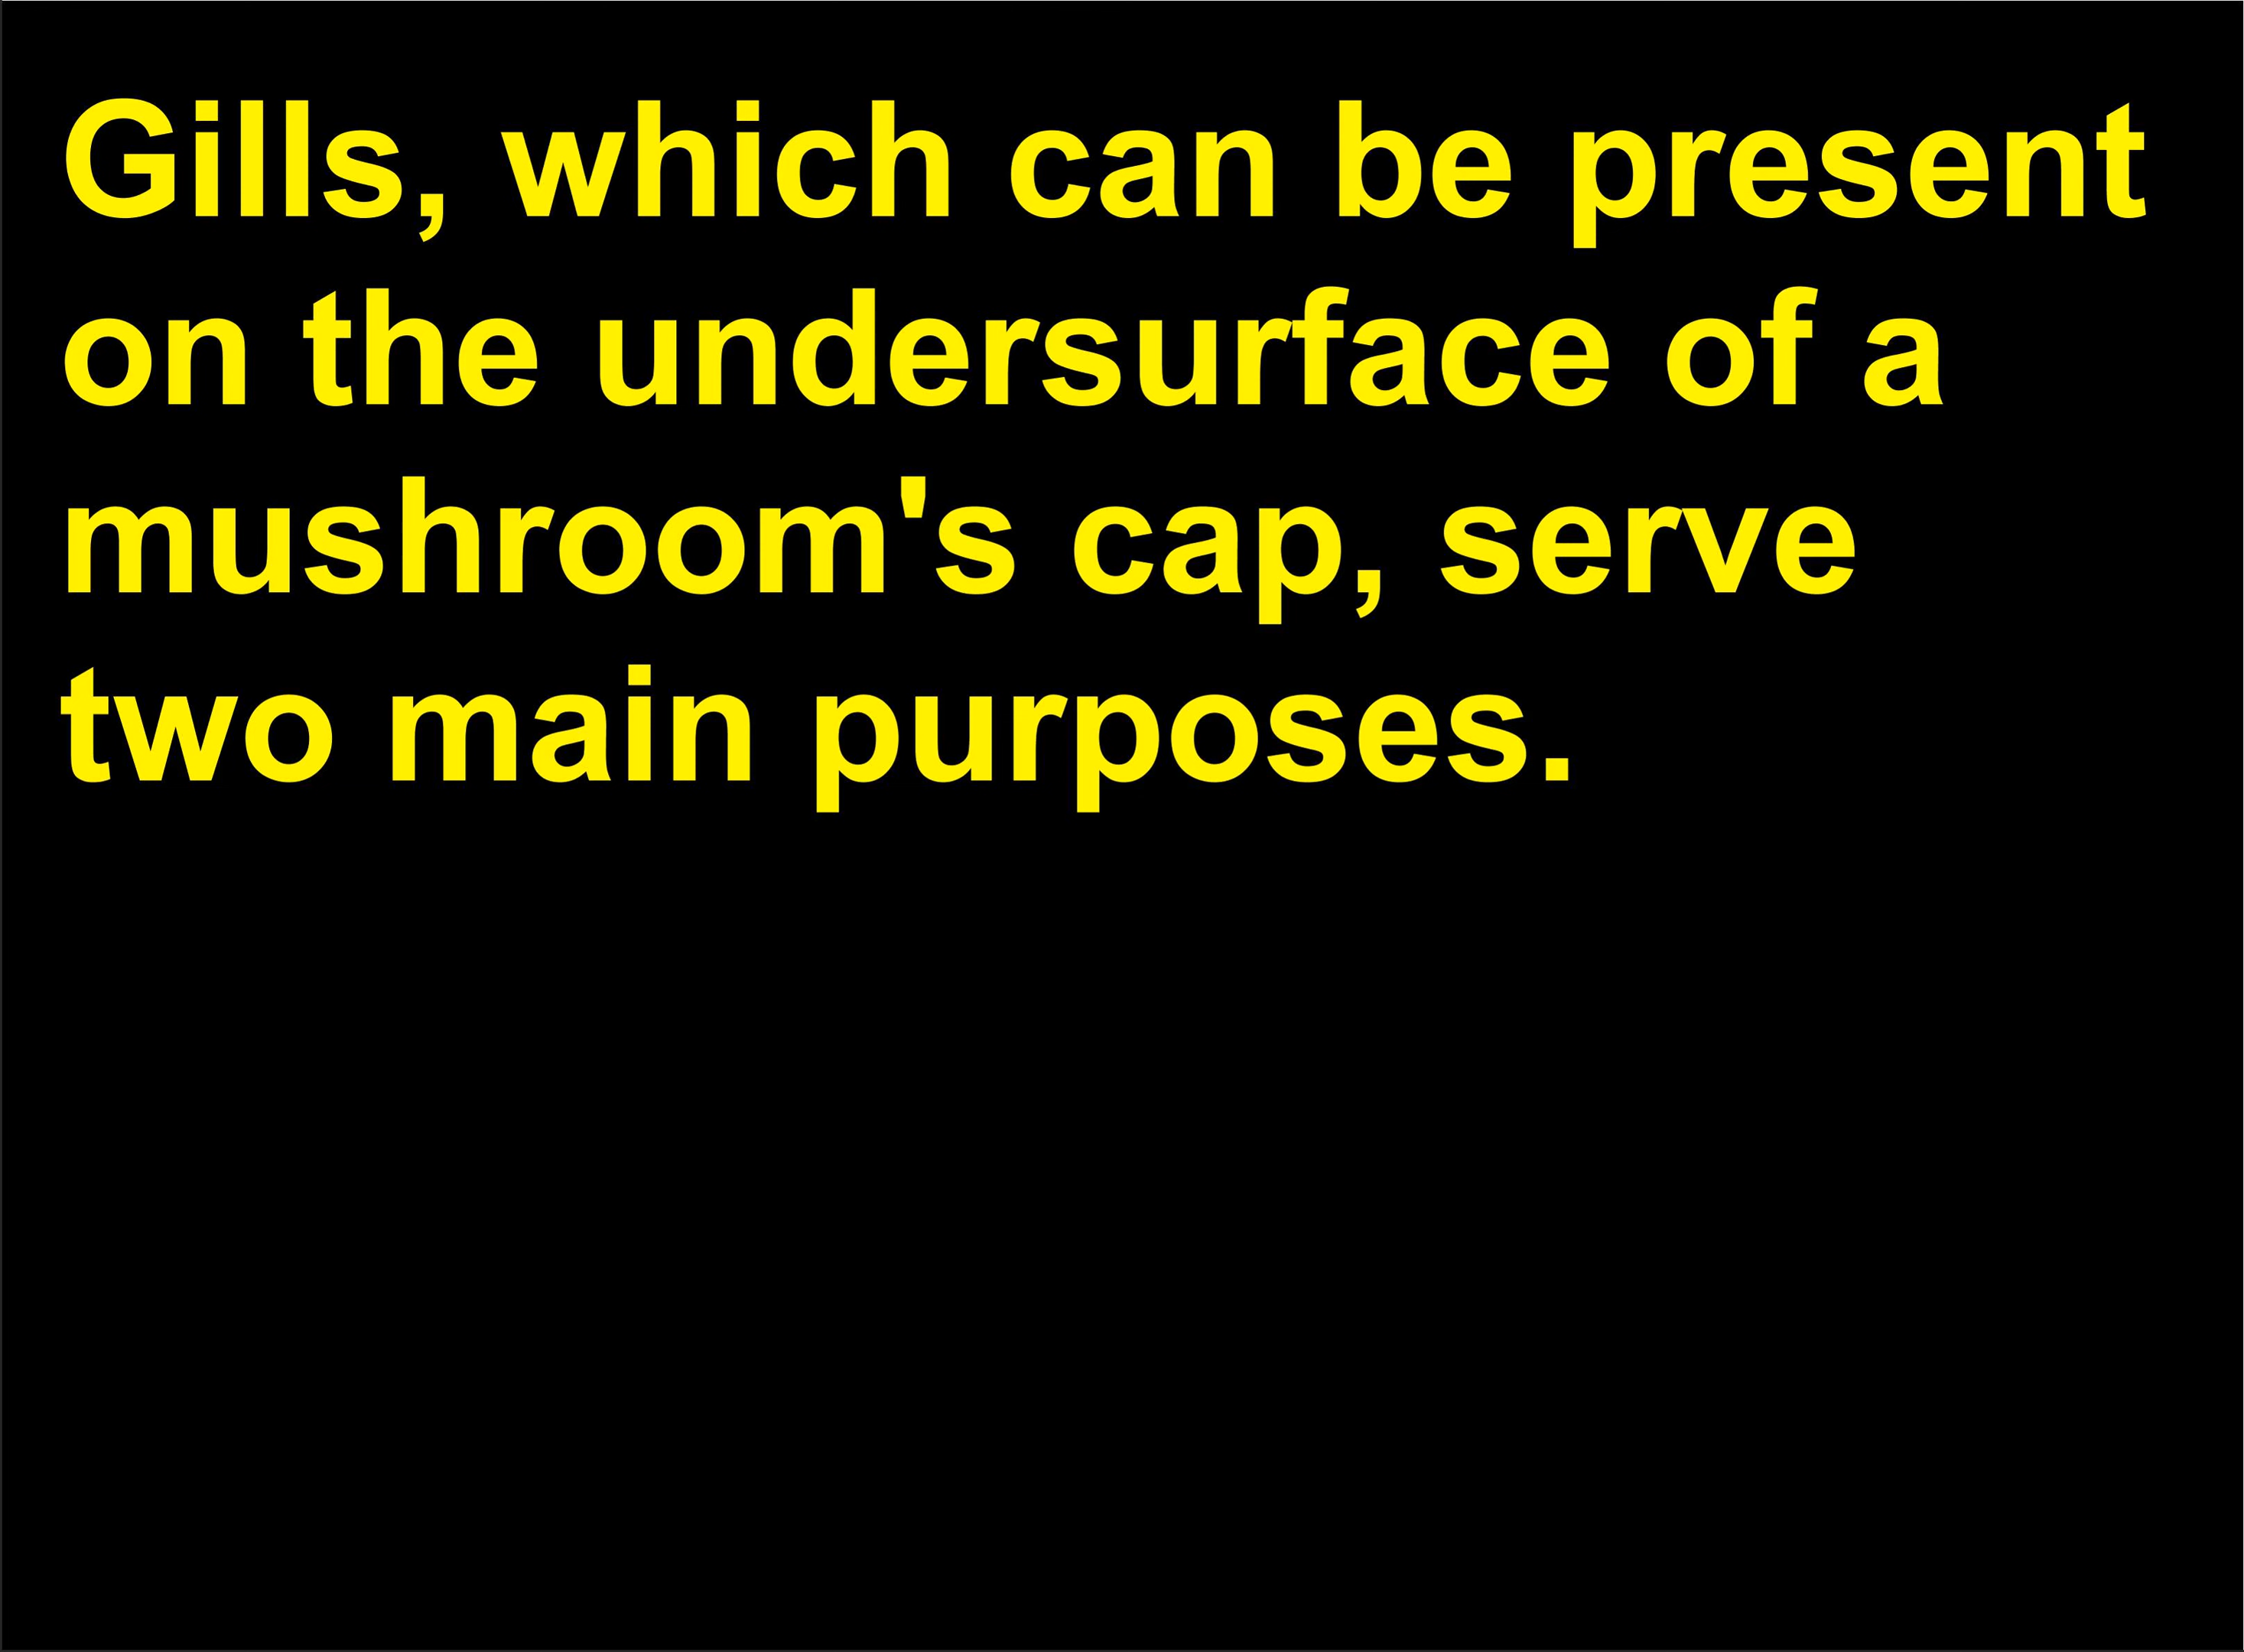 Gills, which can be present
on the undersurface of a
mushroom's cap, serve
two main purposes.